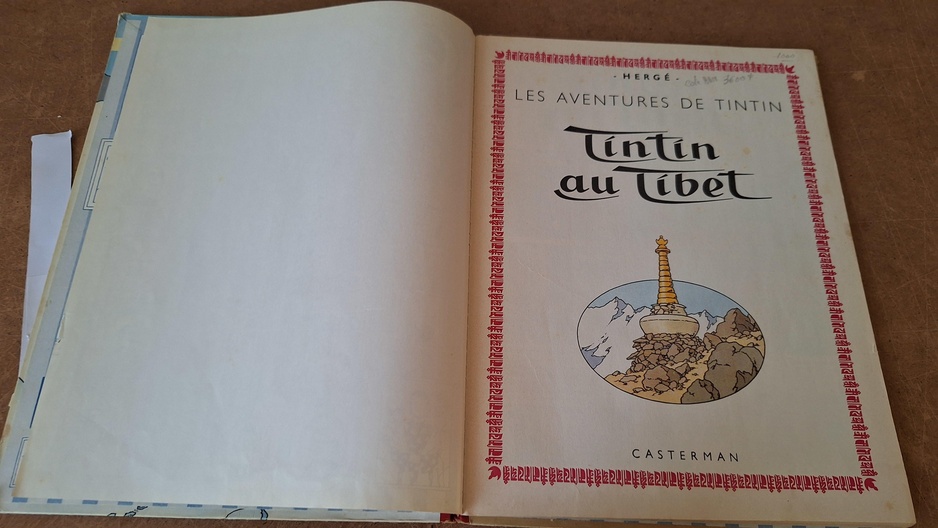 - HERGÉ -
LES AVENTURES DE TINTIN
Tintin
au Tibet
CASTERMAN